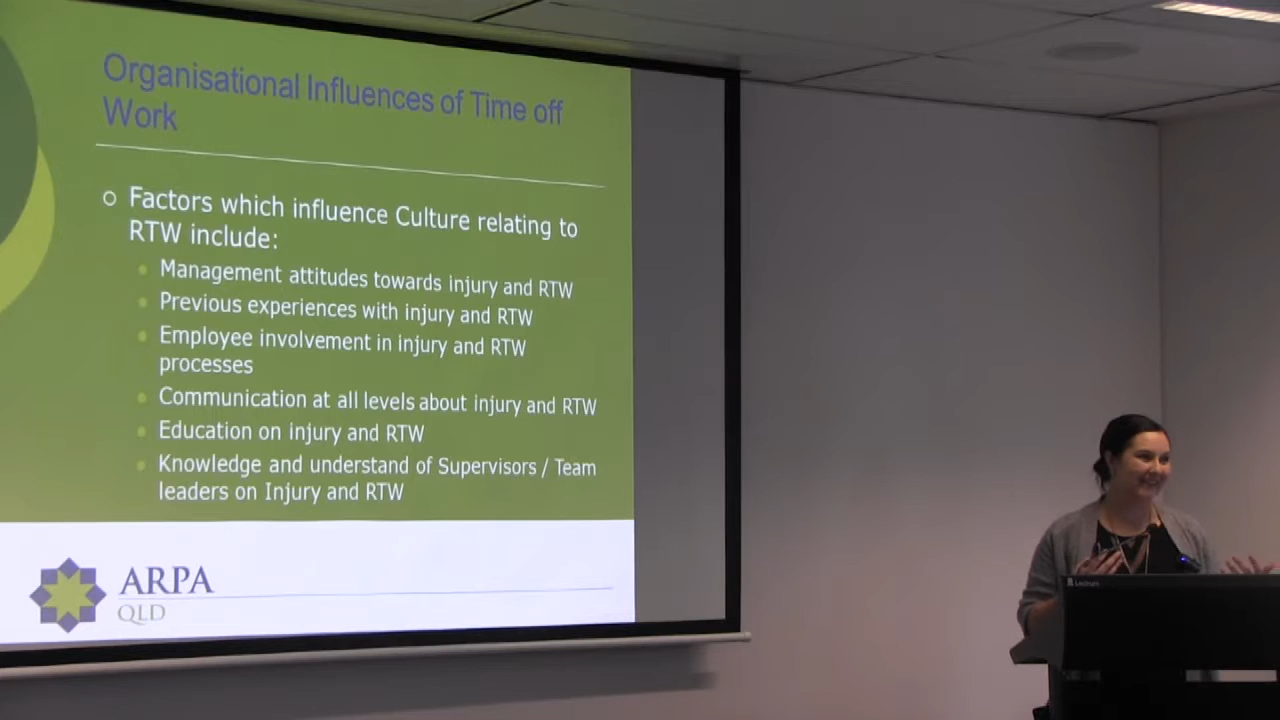 Organisational Influences of Time off
Work
Factors which influence Culture relating to
RTW include:
Management attitudes towards injury and RTW
Previous experiences with injury and RTW
Employee involvement in injury and RTW
processes
Communication at all levels about injury and RTW
Education on injury and RTW
Knowledge and understand of Supervisors / Team
leaders on Injury and RTW
ARPA
QLD
Lectrum